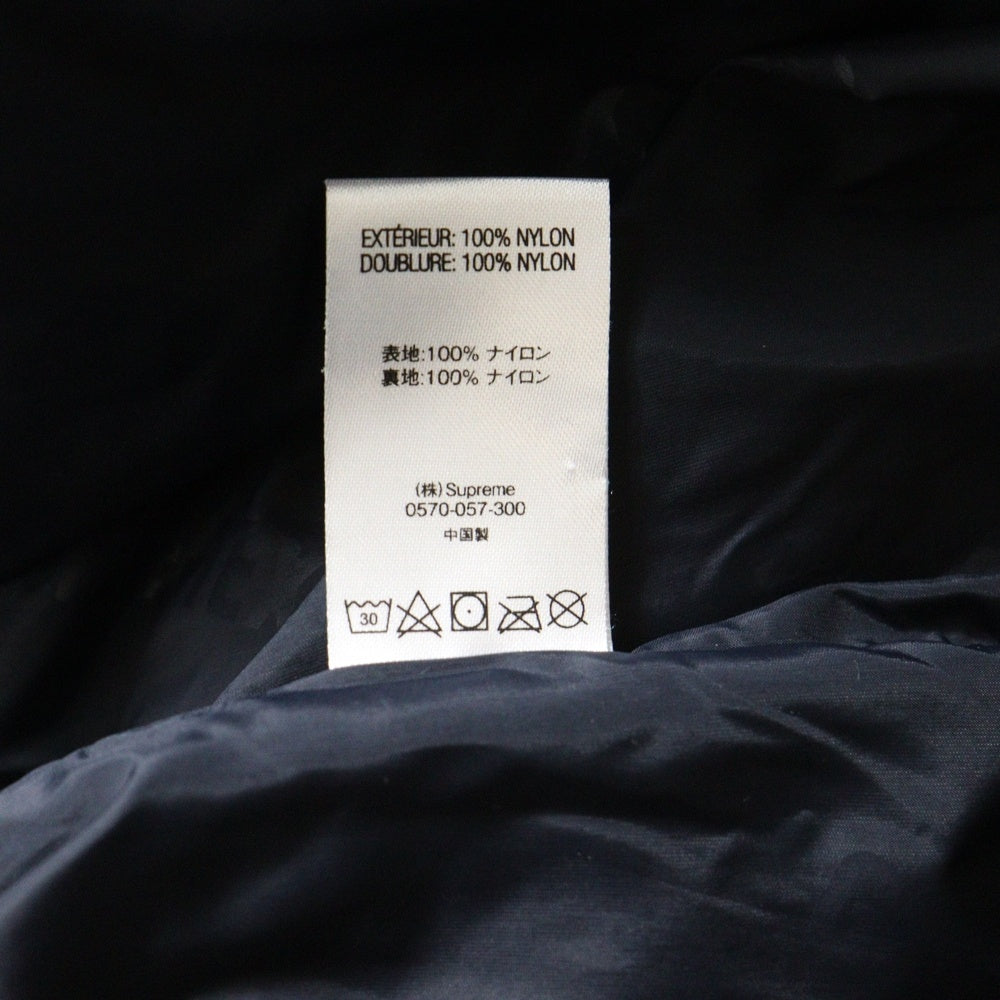 EXTÉRIEUR: 100% NYLON
DOUBLURE: 100% NYLON
表地:100% ナイロン
裏地:100% ナイロン
(株)Supreme
0570-057-300
中国製
30